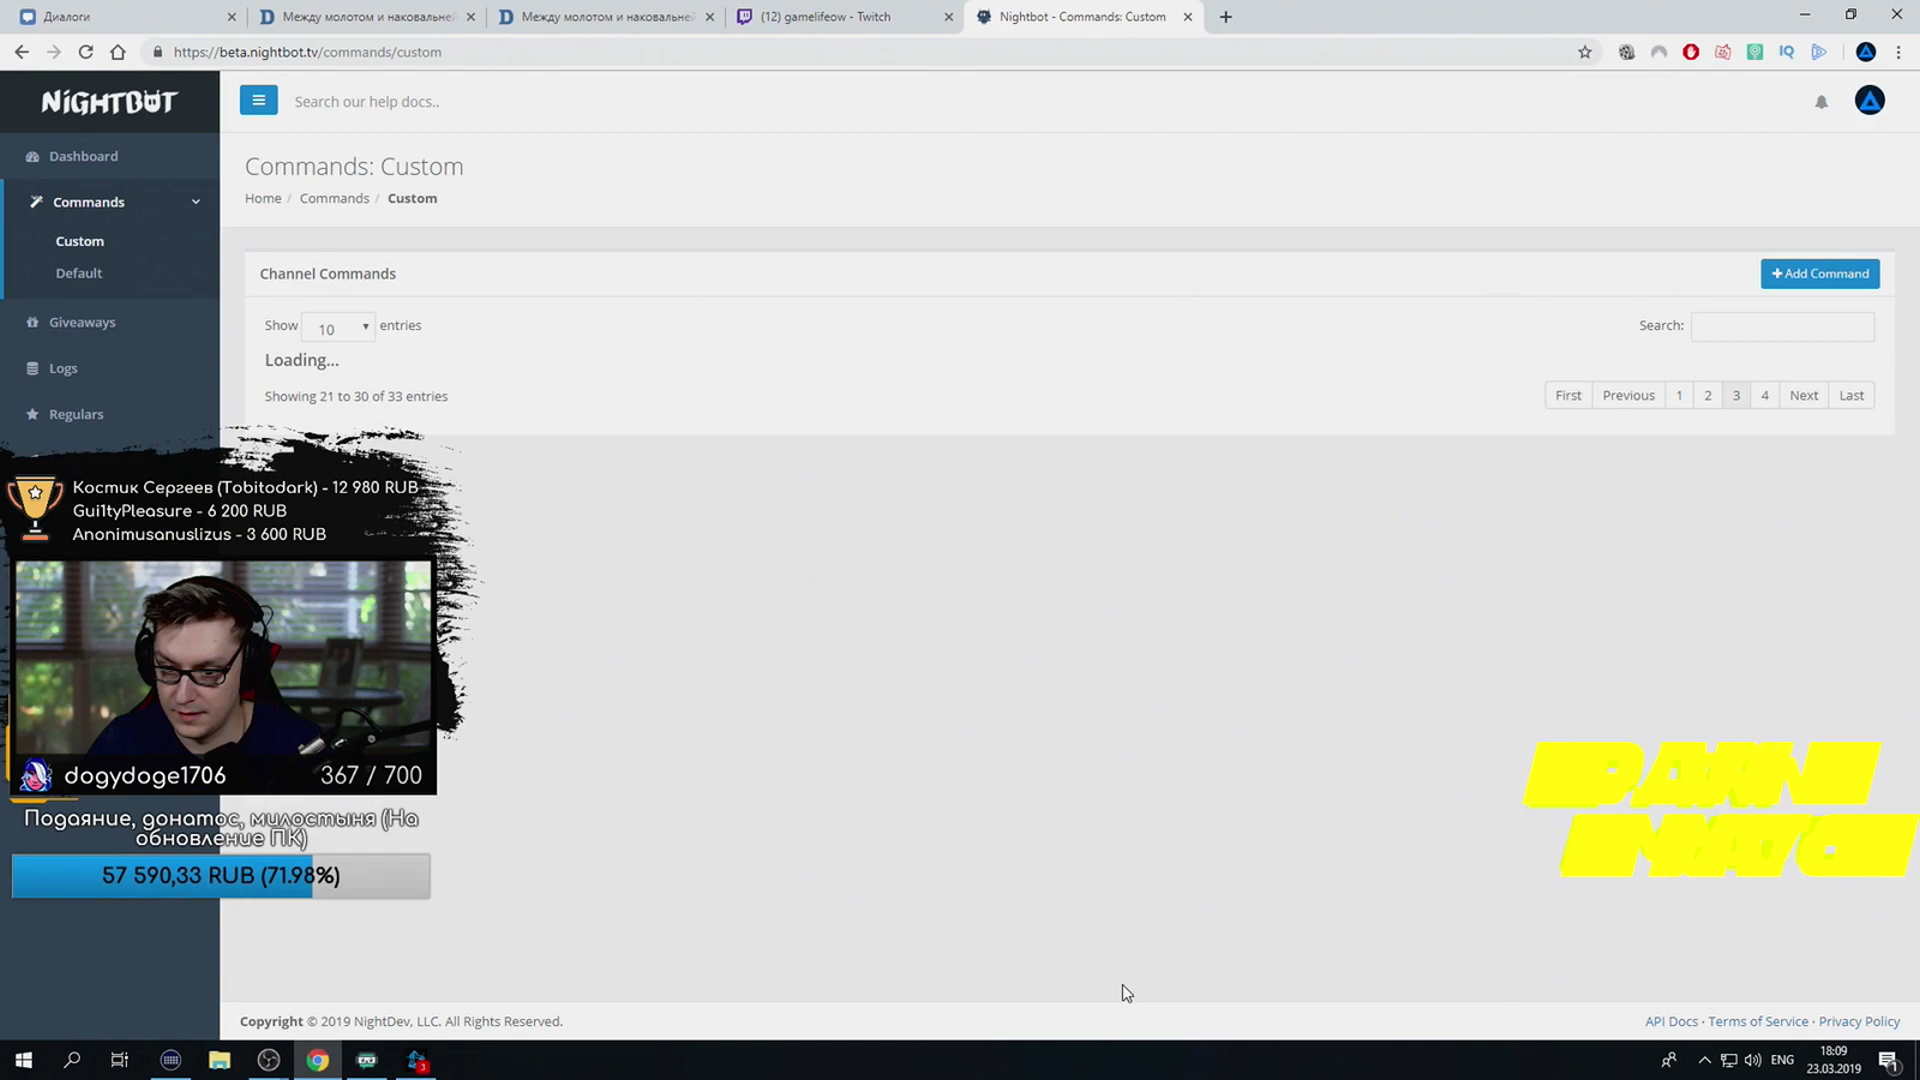 Диалоги
Между молотом и наковальней
Между молотом и наковальней
(12) gamelifeow - Twitch
Nightbot - Commands: Custom
https://beta.nightbot.tv/commands/custom
NIGHTBOT
Search our help docs..
Dashboard
Commands
Custom
Default
Giveaways
Logs
Regulars
Commands: Custom
Home / Commands / Custom
Channel Commands
+ Add Command
Show 10 entries
Search:
Loading...
Showing 21 to 30 of 33 entries
First Previous 1 2 3 4 Next Last
Костик Сергеев (Tobitodark) - 12 980 RUB
Gui1tyPleasure - 6 200 RUB
Anonimusanuslizus - 3 600 RUB
dogydoge1706 367 / 700
Подаяние, донатос, милостыня (На
обновление ПК)
57 590,33 RUB (71.98%)
Copyright © 2019 NightDev, LLC. All Rights Reserved.
API Docs · Terms of Service · Privacy Policy
3
ENG
18:09
23.03.2019
1